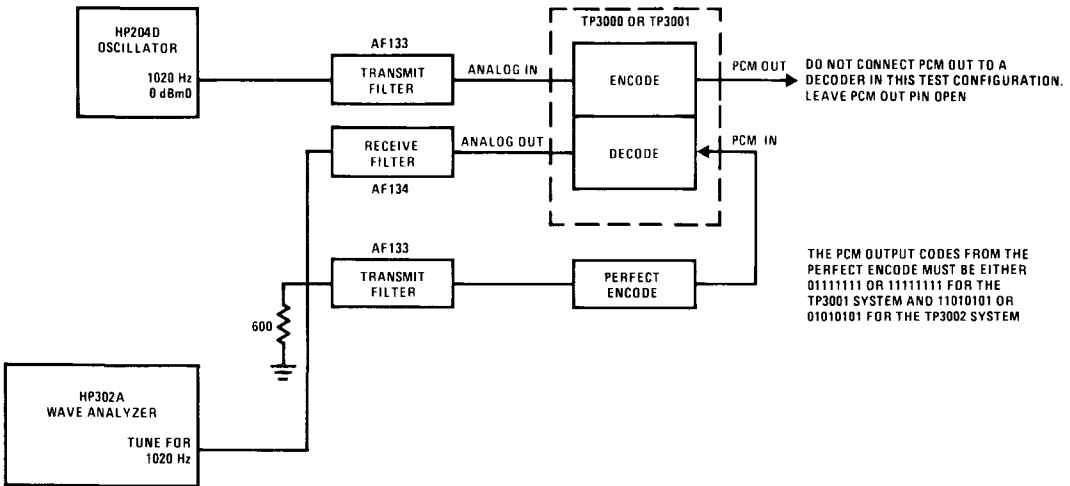 HP204D
OSCILLATOR
1020 Hz
0 dBm0
AF133
TRANSMIT
FILTER
ANALOG IN
TP3000 OR TP3001
ENCODE
PCM OUT
DO NOT CONNECT PCM OUT TO A
DECODER IN THIS TEST CONFIGURATION.
LEAVE PCM OUT PIN OPEN
RECEIVE
FILTER
AF134
ANALOG OUT
DECODE
PCM IN
AF133
TRANSMIT
FILTER
PERFECT
ENCODE
THE PCM OUTPUT CODES FROM THE
PERFECT ENCODE MUST BE EITHER
01111111 OR 11111111 FOR THE
TP3001 SYSTEM AND 11010101 OR
01010101 FOR THE TP3002 SYSTEM
600
HP302A
WAVE ANALYZER
TUNE FOR
1020 Hz